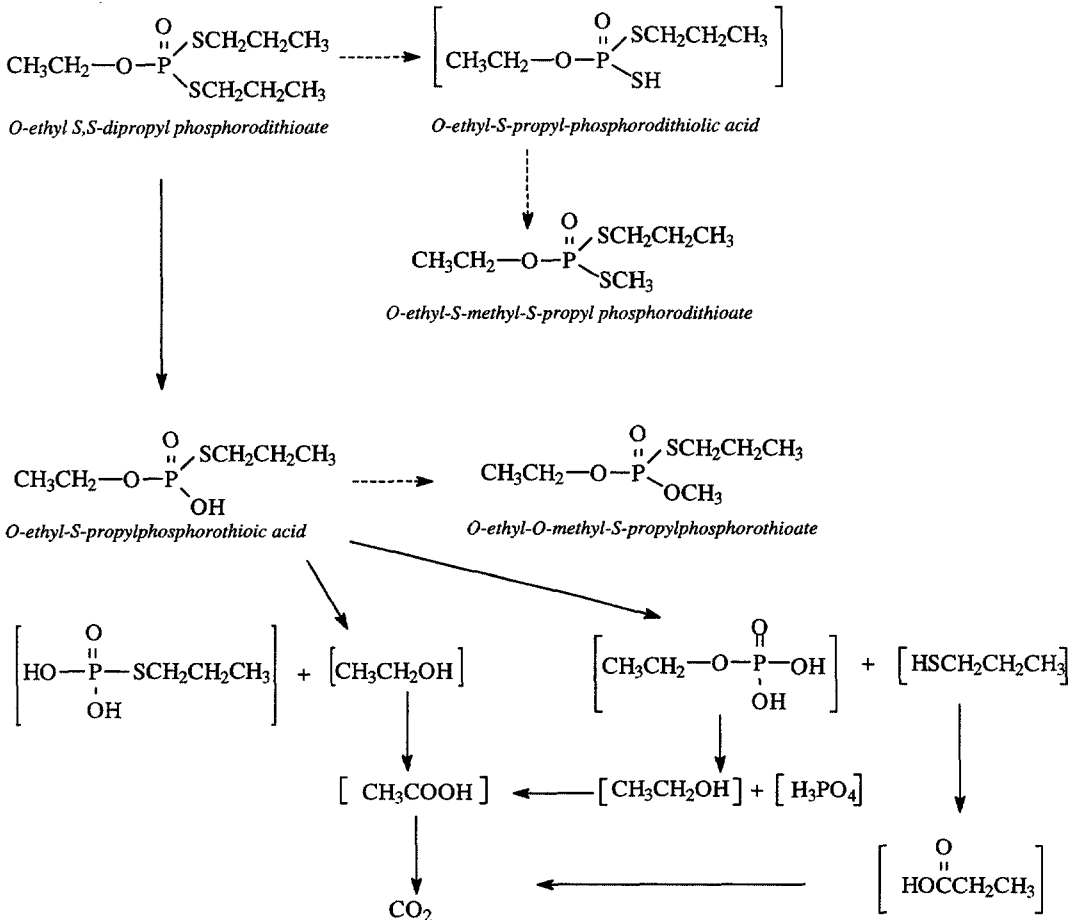 O
SCH2CH2CH3
CH3CH2—O—P
SCH2CH2CH3
O-ethyl S,S-dipropyl phosphorodithioate
O
SCH2CH2CH3
[CH3CH2—O—P]
SH
O-ethyl-S-propyl-phosphorodithiolic acid
O
SCH2CH2CH3
CH3CH2—O—P
SCH3
O-ethyl-S-methyl-S-propyl phosphorodithioate
O
SCH2CH2CH3
CH3CH2—O—P
OH
O-ethyl-S-propylphosphorothioic acid
O
SCH2CH2CH3
CH3CH2—O—P
OCH3
O-ethyl-O-methyl-S-propylphosphorothioate
O
[HO—P—SCH2CH2CH3] + [CH3CH2OH]
OH
O
[CH3CH2—O—P—OH] + [HSCH2CH2CH3]
OH
[CH3COOH]
[CH3CH2OH] + [H3PO4]
O
[HOCCH2CH3]
CO2